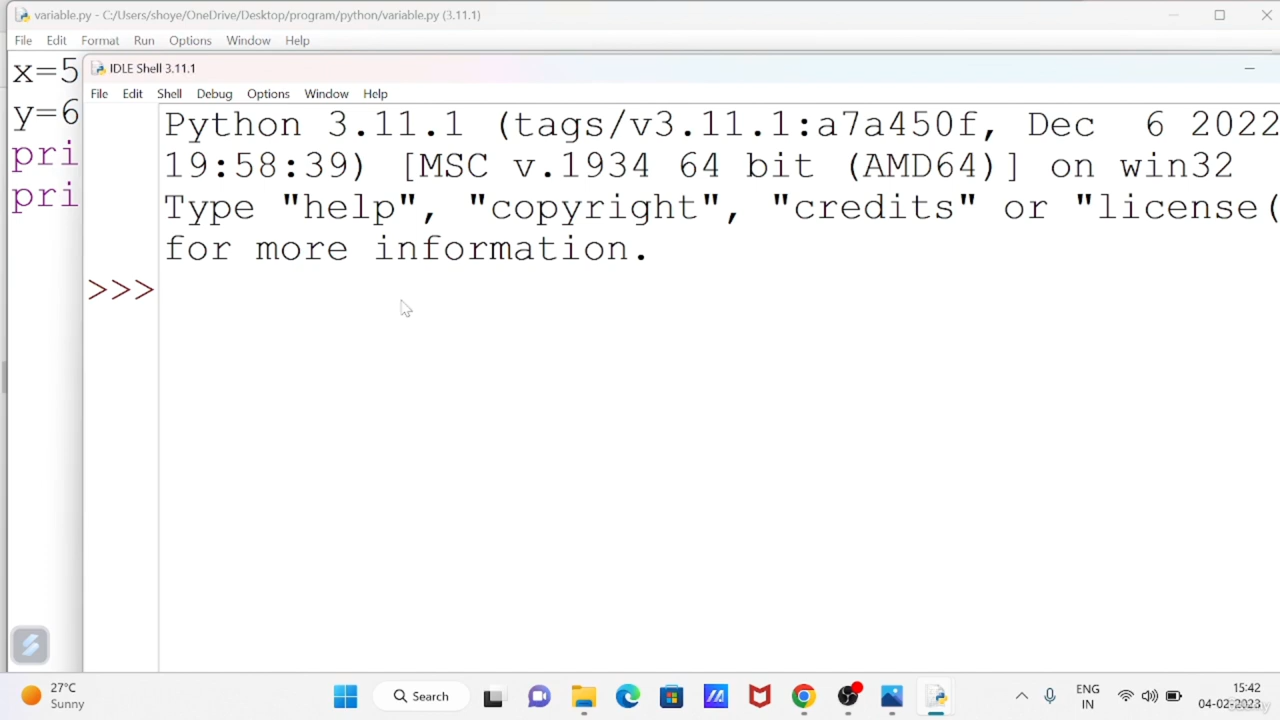 variable.py - C:/Users/shoye/OneDrive/Desktop/program/python/variable.py (3.11.1)
File Edit Format Run Options Window Help
x=5
y=6
pri
pri
IDLE Shell 3.11.1
File Edit Shell Debug Options Window Help
Python 3.11.1 (tags/v3.11.1:a7a450f, Dec  6 2022
19:58:39) [MSC v.1934 64 bit (AMD64)] on win32
Type "help", "copyright", "credits" or "license(
for more information.
>>>
27°C
Sunny
Search
ENG
IN
15:42
04-02-2023